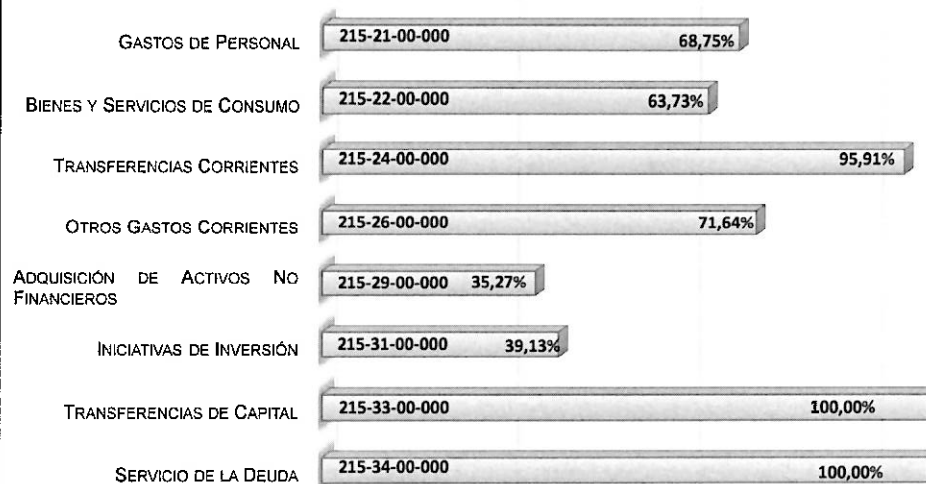 GASTOS DE PERSONAL 215-21-00-000 68,75%
BIENES Y SERVICIOS DE CONSUMO 215-22-00-000 63,73%
TRANSFERENCIAS CORRIENTES 215-24-00-000 95,91%
OTROS GASTOS CORRIENTES 215-26-00-000 71,64%
ADQUISICIÓN DE ACTIVOS NO
FINANCIEROS 215-29-00-000 35,27%
INICIATIVAS DE INVERSIÓN 215-31-00-000 39,13%
TRANSFERENCIAS DE CAPITAL 215-33-00-000 100,00%
SERVICIO DE LA DEUDA 215-34-00-000 100,00%